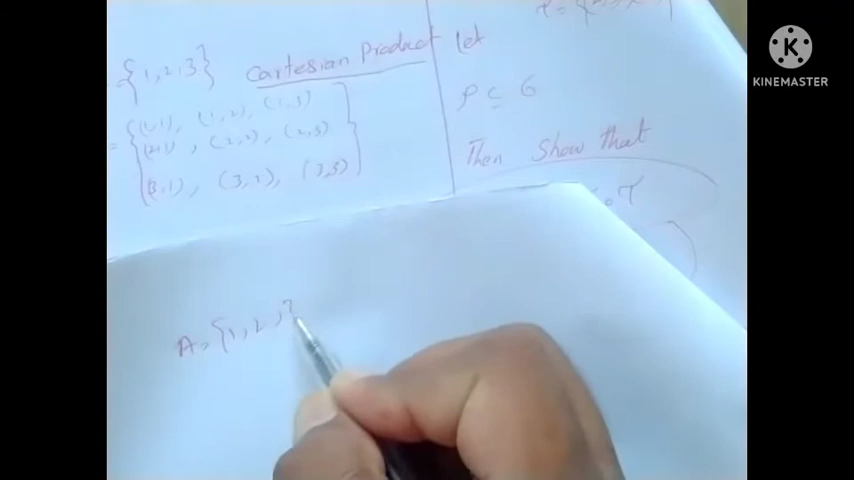 = {1,2,3} Cartesian Product
= {(1,1), (1,2), (1,3)
(2,1), (2,2), (2,3)
(3,1), (3,2), (3,3)}
let
ρ ⊆ σ
Then show that
A = {1, 2, 3
K
KINEMASTER